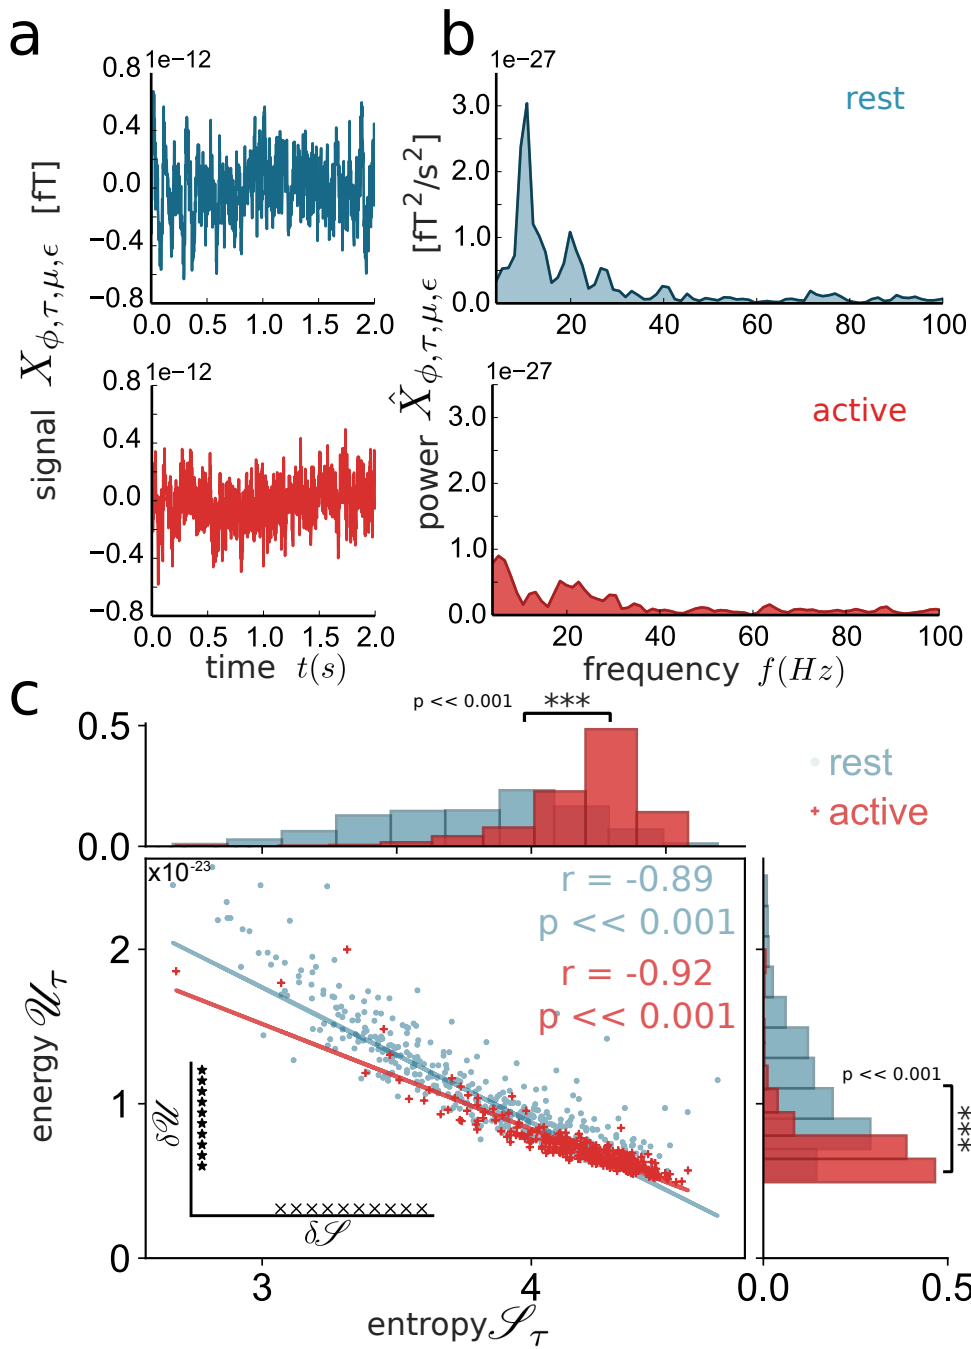 a
b
1e−12
0.8
0.4
0.0
−0.4
−0.8
0.0 0.5 1.0 1.5 2.0
1e−27
rest
3.0
2.0
1.0
0.0
20 40 60 80 100
1e−12
0.8
0.4
0.0
−0.4
−0.8
0.0 0.5 1.0 1.5 2.0
time t(s)
signal X_{ϕ,τ,μ,ϵ} [fT]
1e−27
active
3.0
2.0
1.0
0.0
20 40 60 80 100
frequency f(Hz)
power X̂_{ϕ,τ,μ,ϵ} [fT²/s²]
c
p << 0.001 ***
0.5
0.0
rest
active
x10⁻²³
r = -0.89
p << 0.001
r = -0.92
p << 0.001
2
1
0
energy 𝒰_τ
δ𝒰
δ𝒮
3 4
entropy 𝒮_τ
p << 0.001
***
0.0 0.5